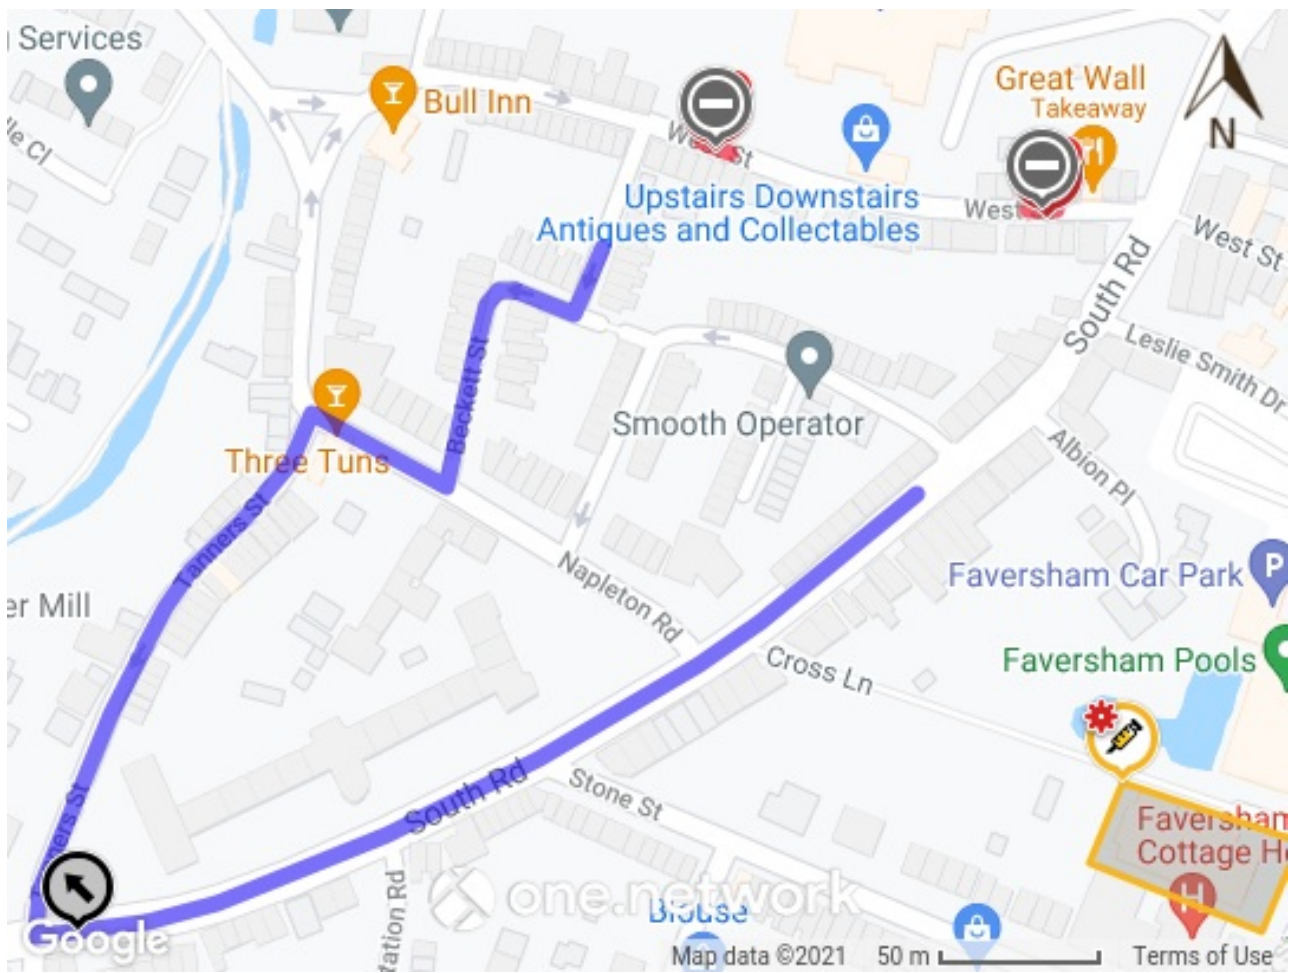 Services
Bull Inn
Great Wall
Takeaway
N
West St
Upstairs Downstairs
Antiques and Collectables
West
West St
South Rd
Leslie Smith Dr
Smooth Operator
Beckett St
Three Tuns
Albion Pl
Tanners St
Napleton Rd
Faversham Car Park
P
er Mill
Cross Ln
Faversham Pools
South Rd
Stone St
Faversham
Cottage H
H
one.network
Google
Map data ©2021
50 m
Terms of Use